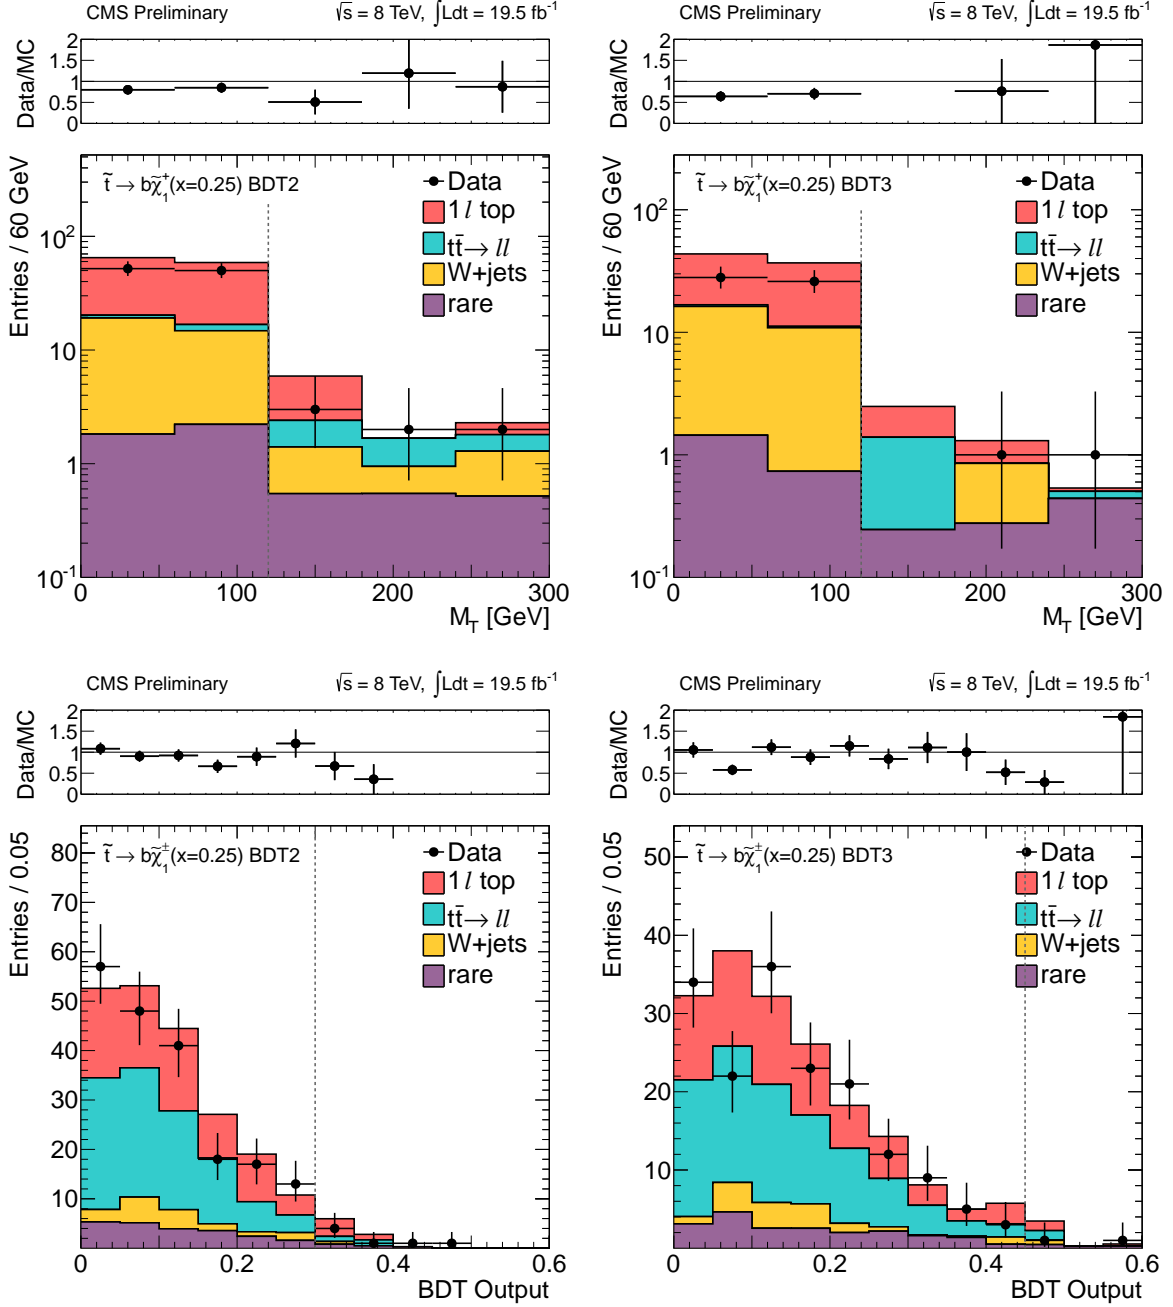 CMS Preliminary √s = 8 TeV, ∫Ldt = 19.5 fb⁻¹
Data/MC
2
1.5
1
0.5
0
Entries / 60 GeV
t̃ → bχ̃₁⁺(x=0.25) BDT2
Data
1 l top
tt̄ → ll
W+jets
rare
10²
10
1
10⁻¹
0 100 200 300
M_T [GeV]
CMS Preliminary √s = 8 TeV, ∫Ldt = 19.5 fb⁻¹
Data/MC
2
1.5
1
0.5
0
Entries / 60 GeV
t̃ → bχ̃₁⁺(x=0.25) BDT3
Data
1 l top
tt̄ → ll
W+jets
rare
10²
10
1
10⁻¹
0 100 200 300
M_T [GeV]
CMS Preliminary √s = 8 TeV, ∫Ldt = 19.5 fb⁻¹
Data/MC
2
1.5
1
0.5
0
Entries / 0.05
t̃ → bχ̃₁±(x=0.25) BDT2
Data
1 l top
tt̄ → ll
W+jets
rare
80
70
60
50
40
30
20
10
0 0.2 0.4 0.6
BDT Output
CMS Preliminary √s = 8 TeV, ∫Ldt = 19.5 fb⁻¹
Data/MC
2
1.5
1
0.5
0
Entries / 0.05
t̃ → bχ̃₁±(x=0.25) BDT3
Data
1 l top
tt̄ → ll
W+jets
rare
50
40
30
20
10
0 0.2 0.4 0.6
BDT Output